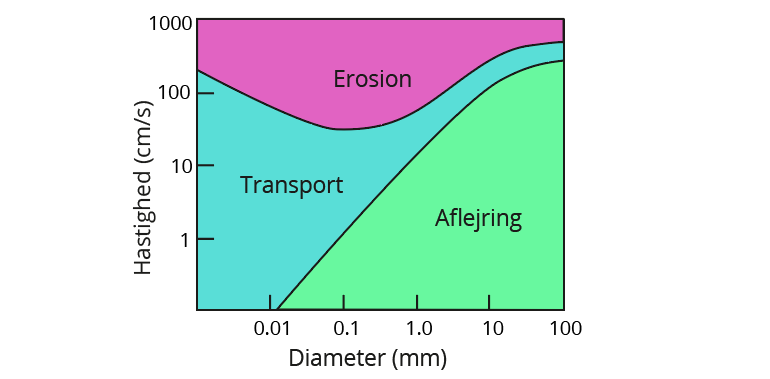 1000
Erosion
100
10
Transport
Aflejring
1
Hastighed (cm/s)
0.01 0.1 1.0 10 100
Diameter (mm)